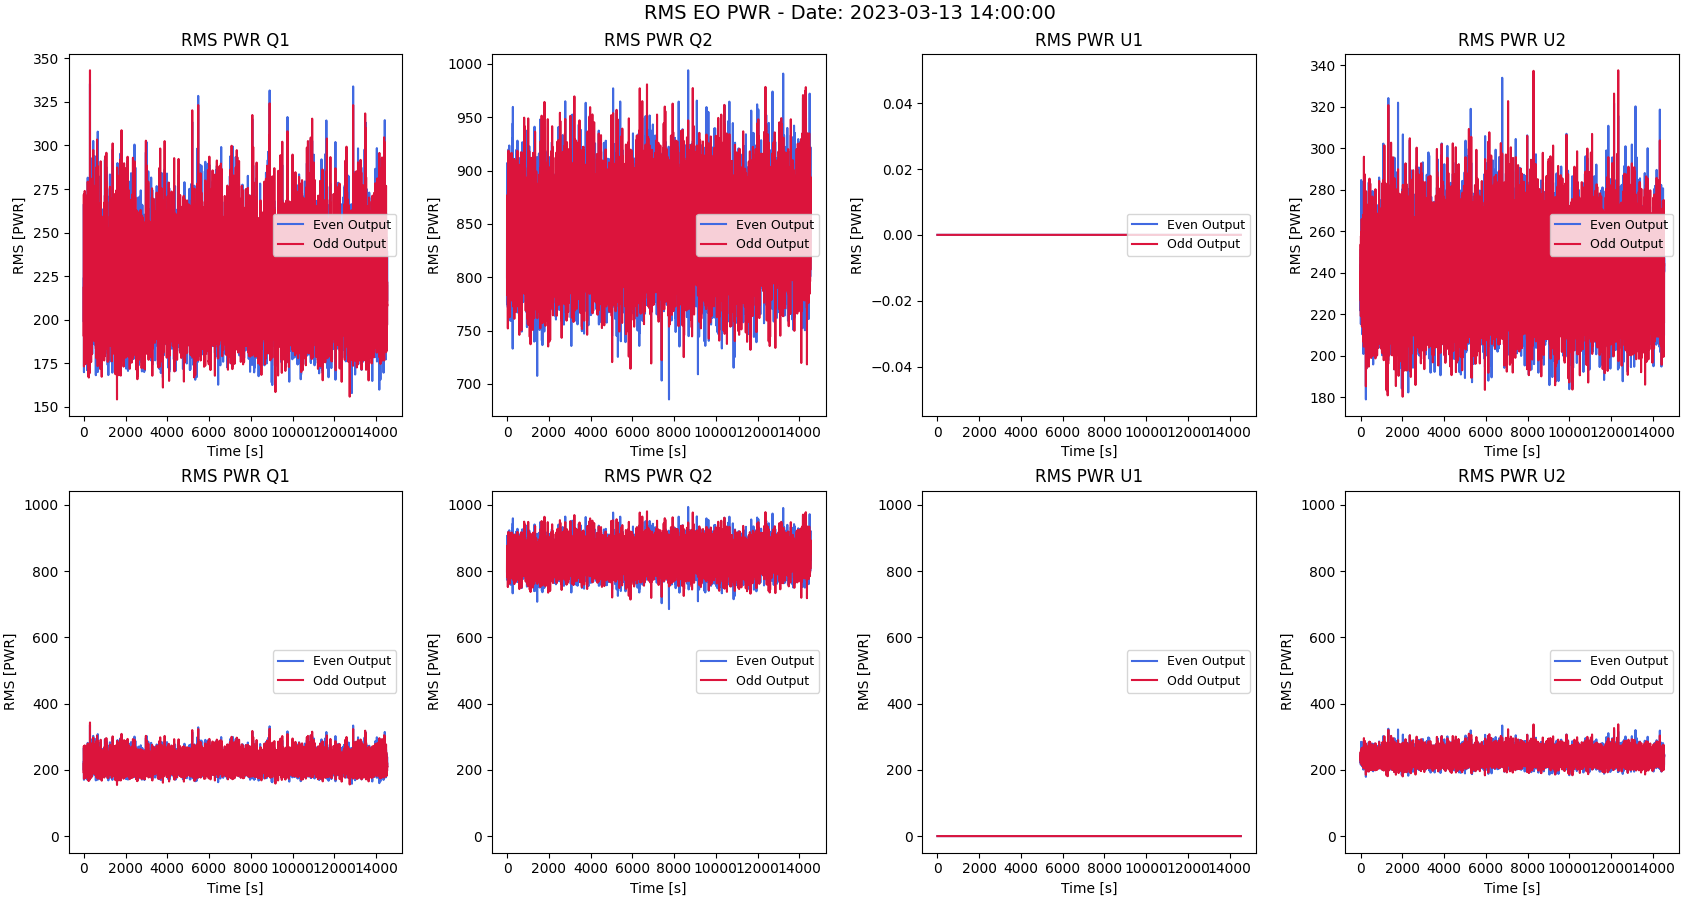 RMS EO PWR - Date: 2023-03-13 14:00:00
RMS PWR Q1
RMS [PWR]
350
325
300
275
250
225
200
175
150
0 2000 4000 6000 8000 10000 12000 14000
Time [s]
Even Output
Odd Output
RMS PWR Q2
RMS [PWR]
1000
950
900
850
800
750
700
0 2000 4000 6000 8000 10000 12000 14000
Time [s]
Even Output
Odd Output
RMS PWR U1
RMS [PWR]
0.04
0.02
0.00
−0.02
−0.04
0 2000 4000 6000 8000 10000 12000 14000
Time [s]
Even Output
Odd Output
RMS PWR U2
RMS [PWR]
340
320
300
280
260
240
220
200
180
0 2000 4000 6000 8000 10000 12000 14000
Time [s]
Even Output
Odd Output
RMS PWR Q1
RMS [PWR]
1000
800
600
400
200
0
0 2000 4000 6000 8000 10000 12000 14000
Time [s]
Even Output
Odd Output
RMS PWR Q2
RMS [PWR]
1000
800
600
400
200
0
0 2000 4000 6000 8000 10000 12000 14000
Time [s]
Even Output
Odd Output
RMS PWR U1
RMS [PWR]
1000
800
600
400
200
0
0 2000 4000 6000 8000 10000 12000 14000
Time [s]
Even Output
Odd Output
RMS PWR U2
RMS [PWR]
1000
800
600
400
200
0
0 2000 4000 6000 8000 10000 12000 14000
Time [s]
Even Output
Odd Output